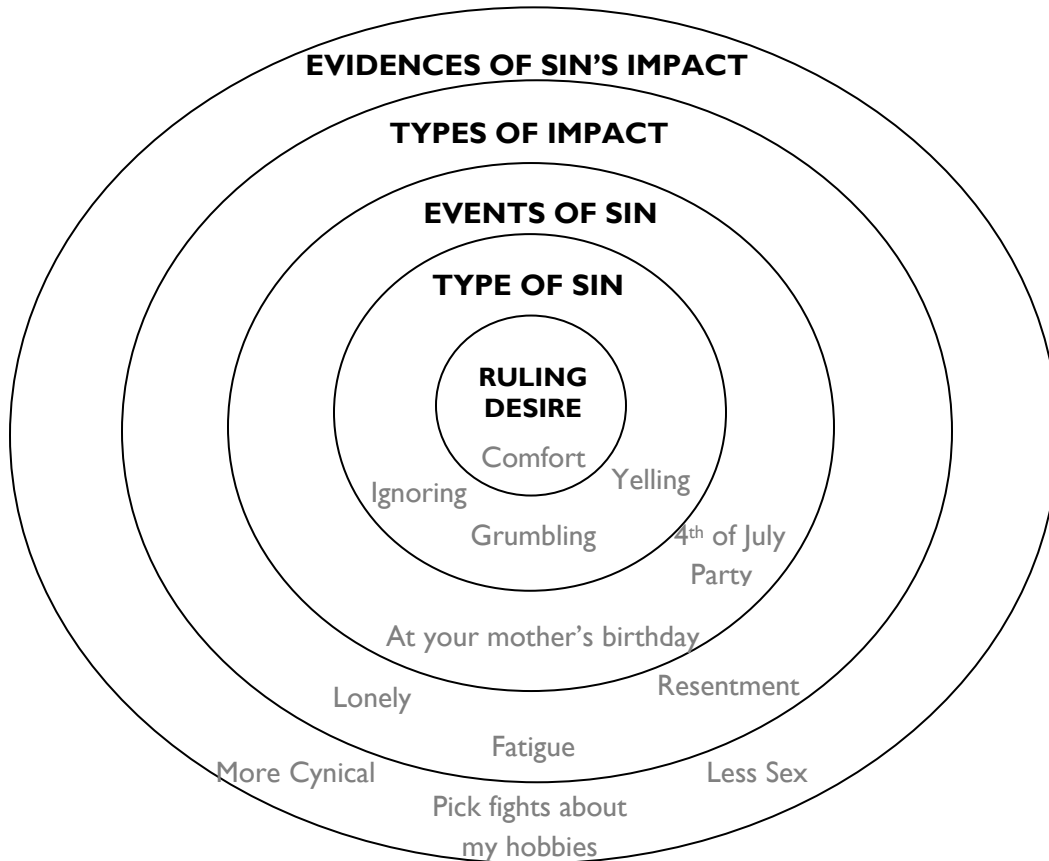 EVIDENCES OF SIN’S IMPACT
TYPES OF IMPACT
EVENTS OF SIN
TYPE OF SIN
RULING
DESIRE
Comfort
Yelling
Ignoring
Grumbling
4th of July
Party
At your mother’s birthday
Resentment
Lonely
Fatigue
More Cynical
Less Sex
Pick fights about
my hobbies